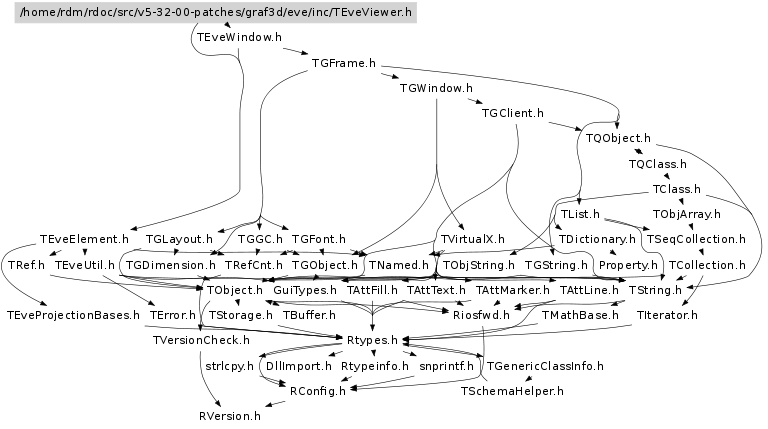 /home/rdm/rdoc/src/v5-32-00-patches/graf3d/eve/inc/TEveViewer.h
TEveWindow.h
TGFrame.h
TGWindow.h
TGClient.h
TQObject.h
TQClass.h
TClass.h
TList.h TObjArray.h
TEveElement.h TGLayout.h TGGC.h TGFont.h TVirtualX.h TDictionary.h TSeqCollection.h
TRef.h TEveUtil.h TGDimension.h TRefCnt.h TGObject.h TNamed.h TObjString.h TGString.h Property.h TCollection.h
TObject.h GuiTypes.h TAttFill.h TAttText.h TAttMarker.h TAttLine.h TString.h
TEveProjectionBases.h TError.h TStorage.h TBuffer.h Riosfwd.h TMathBase.h TIterator.h
TVersionCheck.h Rtypes.h
strlcpy.h DllImport.h Rtypeinfo.h snprintf.h TGenericClassInfo.h
RConfig.h TSchemaHelper.h
RVersion.h